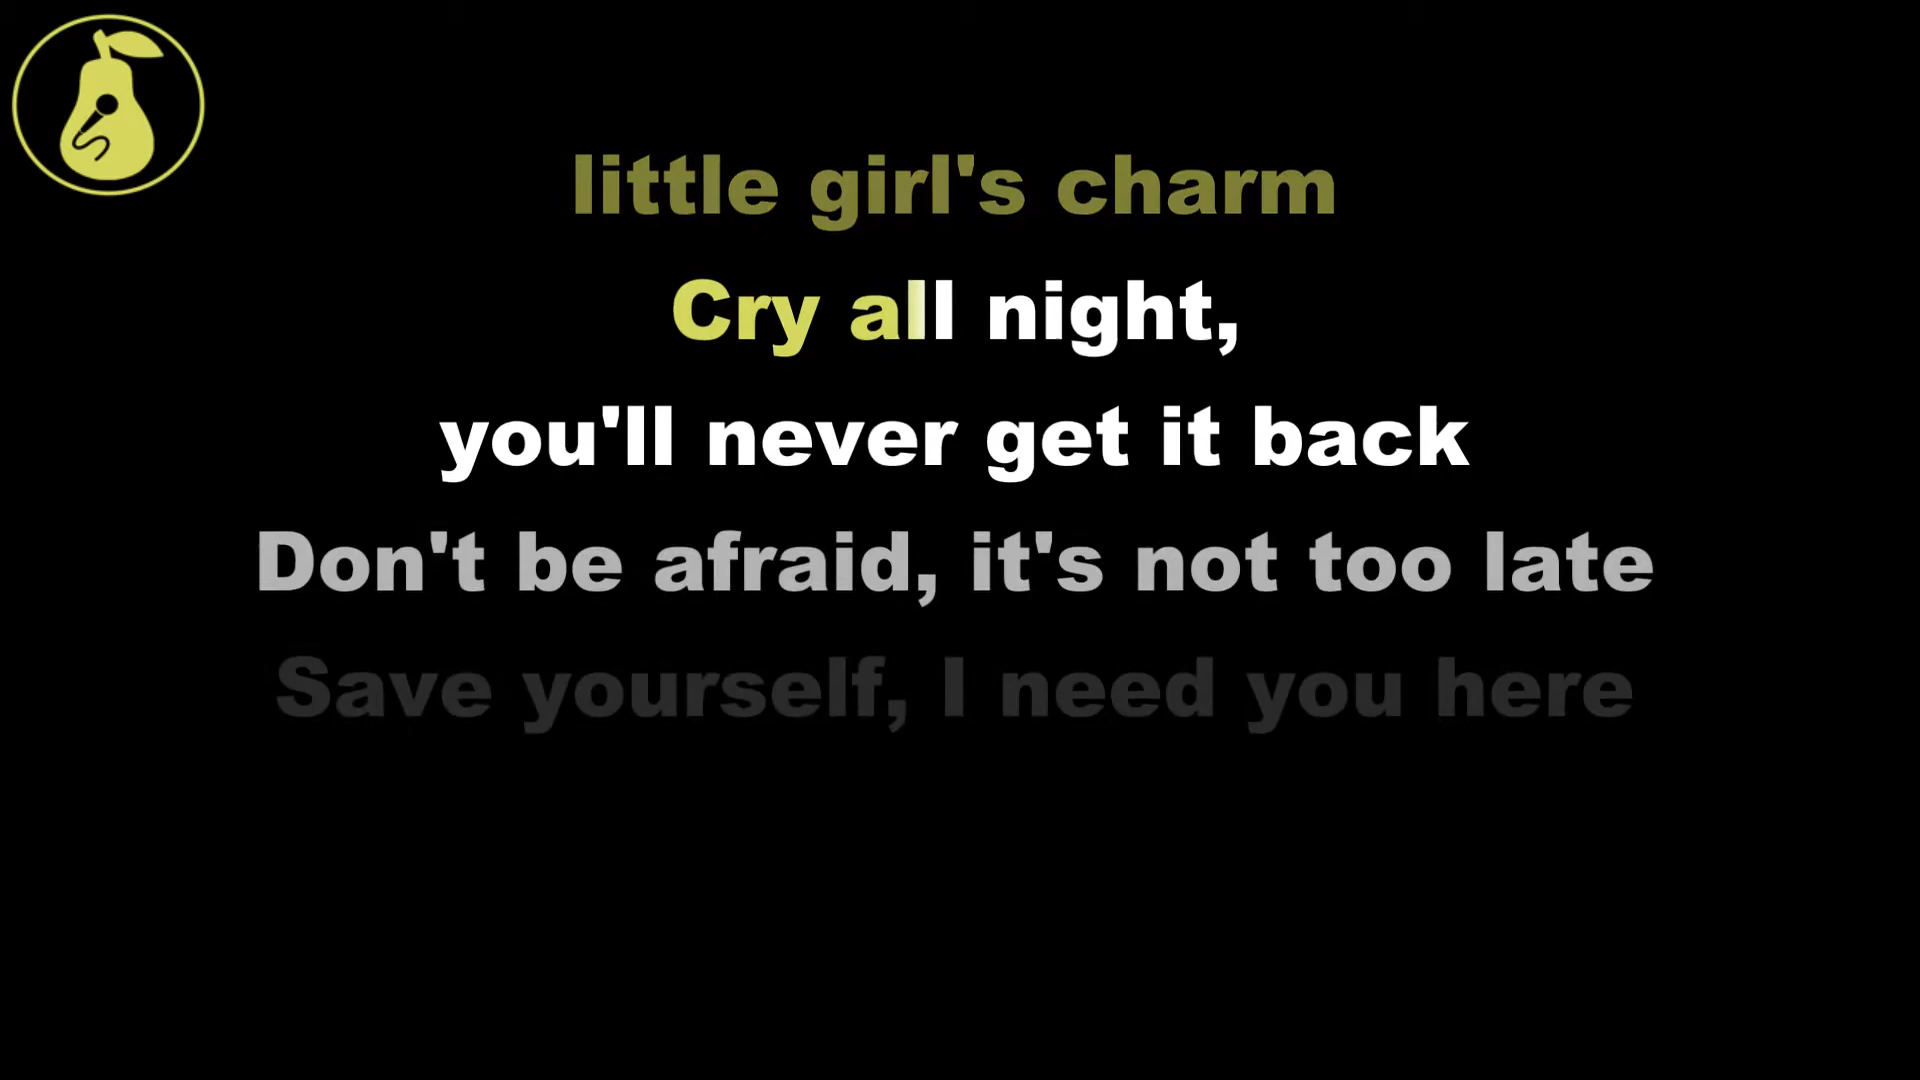 little girl's charm
Cry all night,
you'll never get it back
Don't be afraid, it's not too late
Save yourself, I need you here